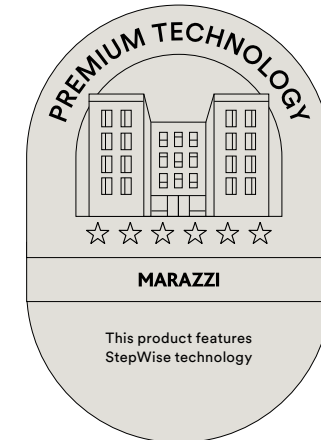 PREMIUM TECHNOLOGY
MARAZZI
This product features
StepWise technology